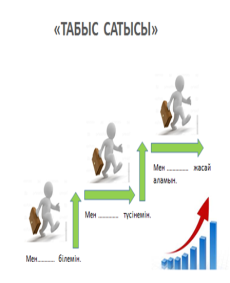 «ТАБЫС САТЫСЫ»
Мен ............... жасай
аламын.
Мен .............. түсінемін.
Мен............ білемін.